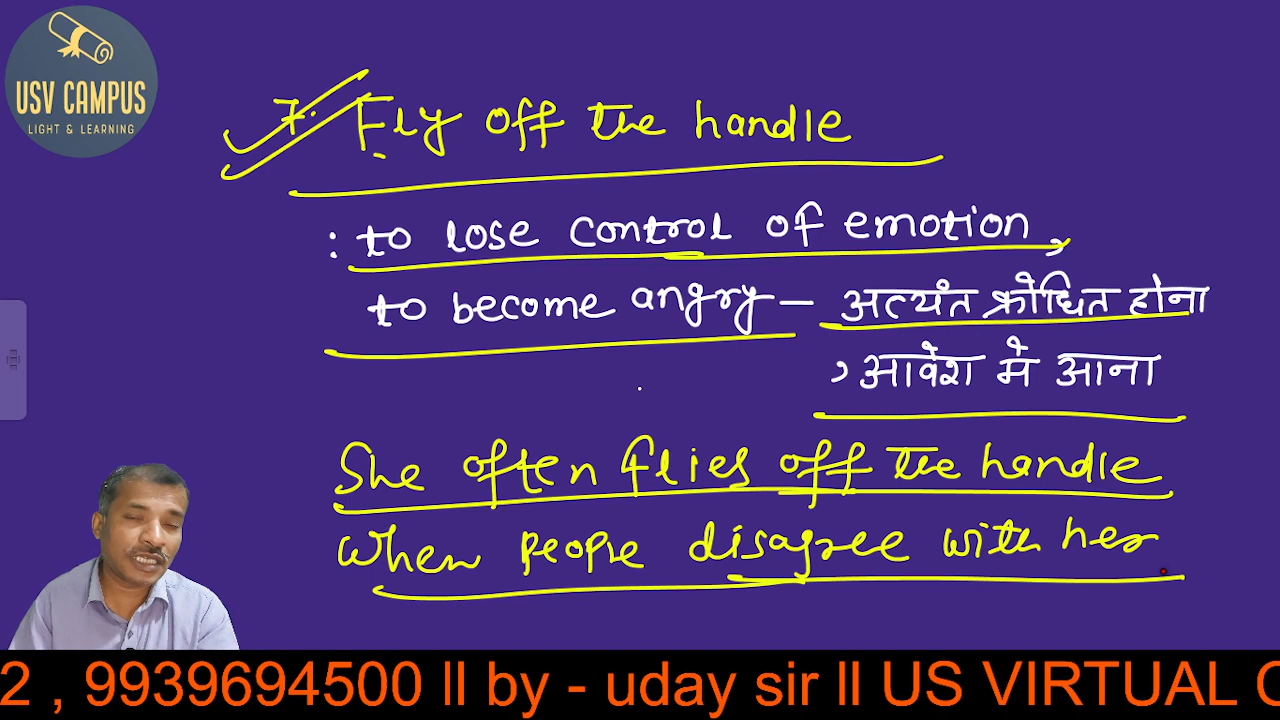 USV CAMPUS
LIGHT & LEARNING
7. Fly off the handle
: to lose control of emotion,
to become angry – अत्यंत क्रोधित होना
, आवेश मे आना
She often flies off the handle
When people disagree with her
2 , 9939694500 ll by - uday sir ll US VIRTUAL C